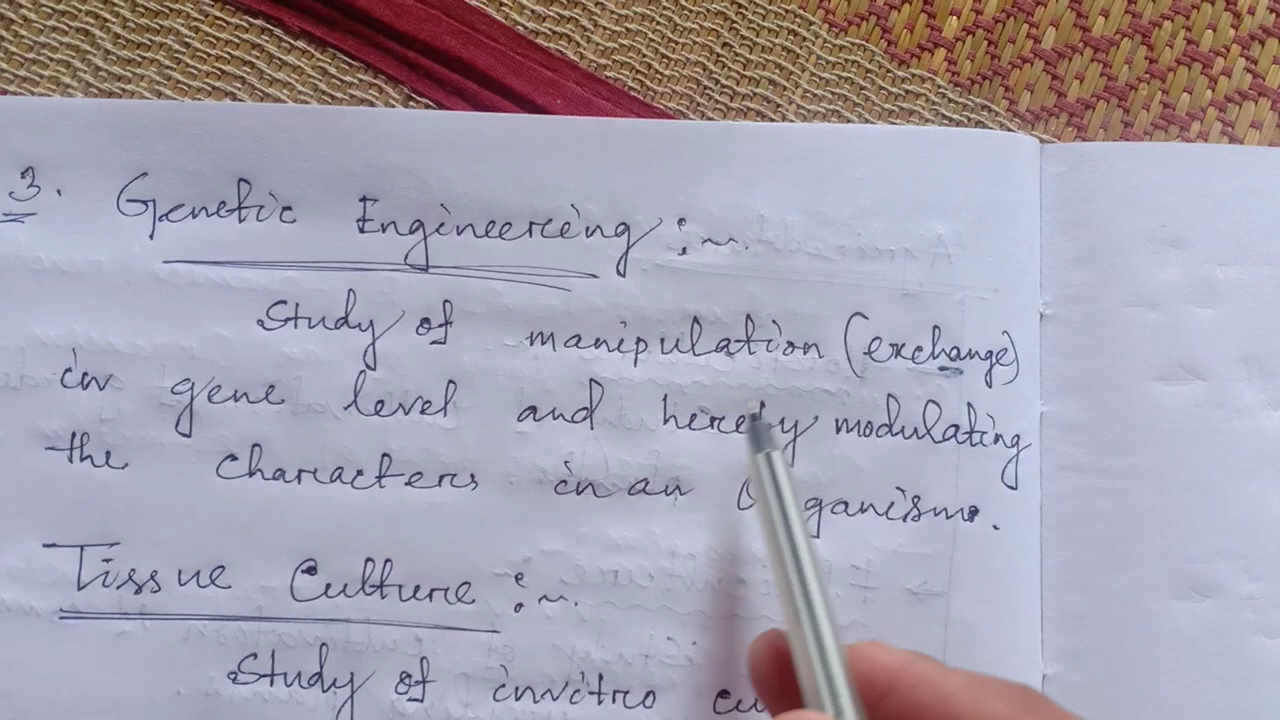 3. Genetic Engineering :~.
Study of manipulation (exchange)
in gene level and hereby modulating
the characters in an organism.
Tissue Culture :~.
Study of invitro